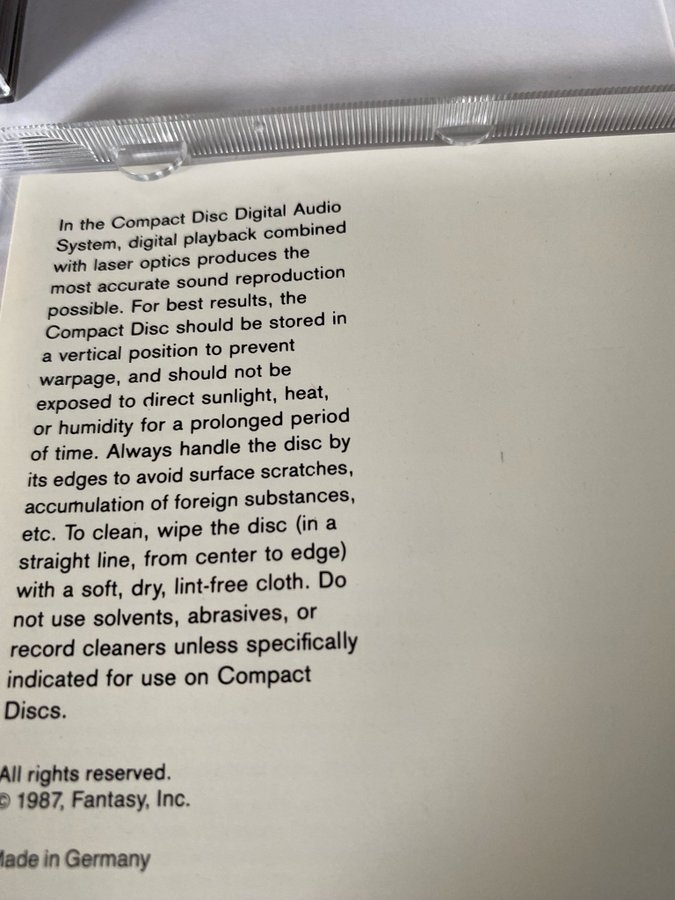 In the Compact Disc Digital Audio
System, digital playback combined
with laser optics produces the
most accurate sound reproduction
possible. For best results, the
Compact Disc should be stored in
a vertical position to prevent
warpage, and should not be
exposed to direct sunlight, heat,
or humidity for a prolonged period
of time. Always handle the disc by
its edges to avoid surface scratches,
accumulation of foreign substances,
etc. To clean, wipe the disc (in a
straight line, from center to edge)
with a soft, dry, lint-free cloth. Do
not use solvents, abrasives, or
record cleaners unless specifically
indicated for use on Compact
Discs.
All rights reserved.
© 1987, Fantasy, Inc.
Made in Germany